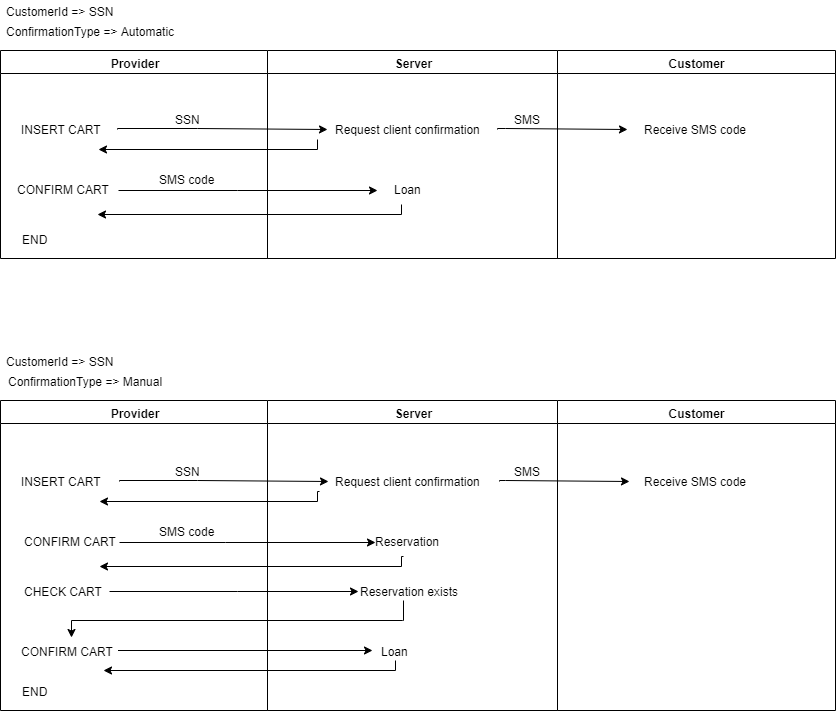 CustomerId => SSN
ConfirmationType => Automatic
Provider Server Customer
INSERT CART SSN Request client confirmation SMS Receive SMS code
CONFIRM CART SMS code Loan
END
CustomerId => SSN
ConfirmationType => Manual
Provider Server Customer
INSERT CART SSN Request client confirmation SMS Receive SMS code
CONFIRM CART SMS code Reservation
CHECK CART Reservation exists
CONFIRM CART Loan
END